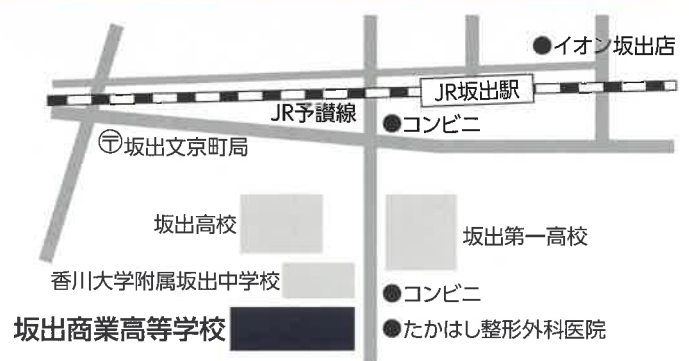 イオン坂出店
JR坂出駅
JR予讃線
コンビニ
〒坂出文京町局
坂出高校
坂出第一高校
香川大学附属坂出中学校
コンビニ
坂出商業高等学校
たかはし整形外科医院